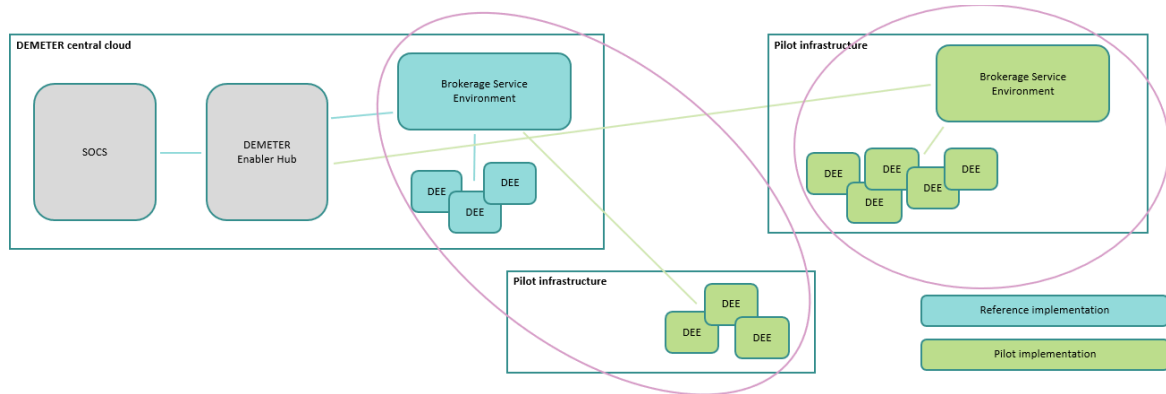 DEMETER central cloud
SOCS
DEMETER
Enabler Hub
Brokerage Service
Environment
DEE
DEE
DEE
Pilot infrastructure
Brokerage Service
Environment
DEE
DEE
DEE
DEE
DEE
Pilot infrastructure
DEE
DEE
DEE
Reference implementation
Pilot implementation